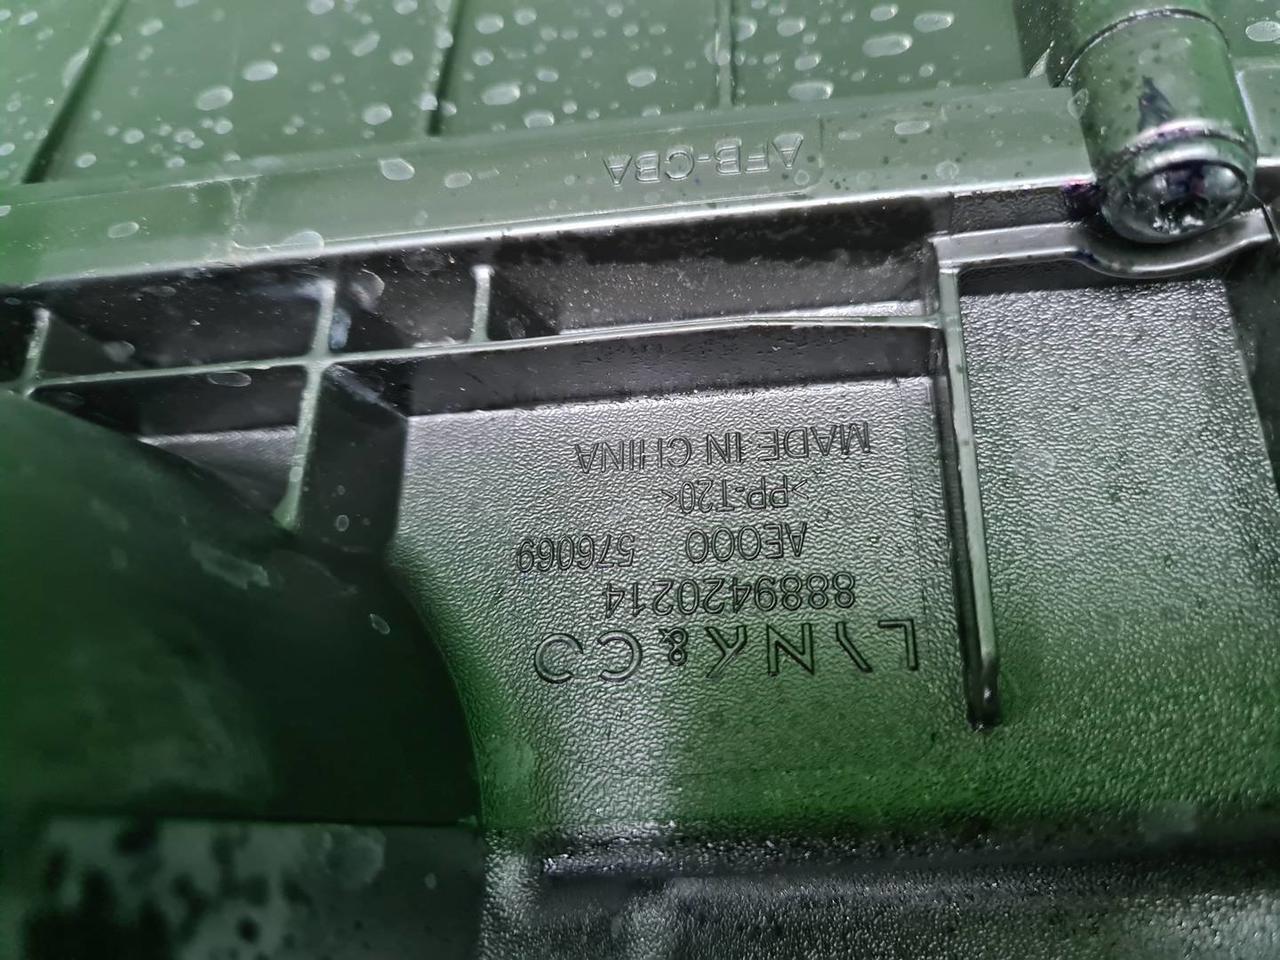 LYNK & CO
8889420214
AE000 576069
>PP-T20<
MADE IN CHINA
AFB-CBA